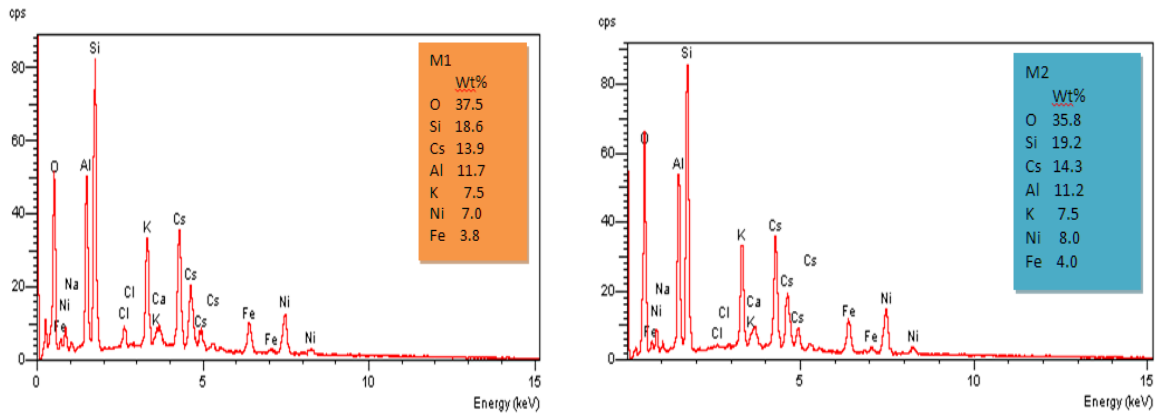 cps
Si
80
60
O
Al
40
K
Cs
Cs
20
Na
Ni
Fe
Cl
Cl
Ca
K
Cs
Cs
Fe
Fe
Ni
Ni
0
0
5
10
15
Energy (keV)
M1
Wt%
O 37.5
Si 18.6
Cs 13.9
Al 11.7
K 7.5
Ni 7.0
Fe 3.8
cps
Si
80
60
O
Al
40
K
Cs
Cs
Cs
20
Na
Ni
Fe
Cl
Cl
Ca
K
Cs
Fe
Fe
Ni
Ni
0
5
10
15
Energy (keV)
M2
Wt%
O 35.8
Si 19.2
Cs 14.3
Al 11.2
K 7.5
Ni 8.0
Fe 4.0